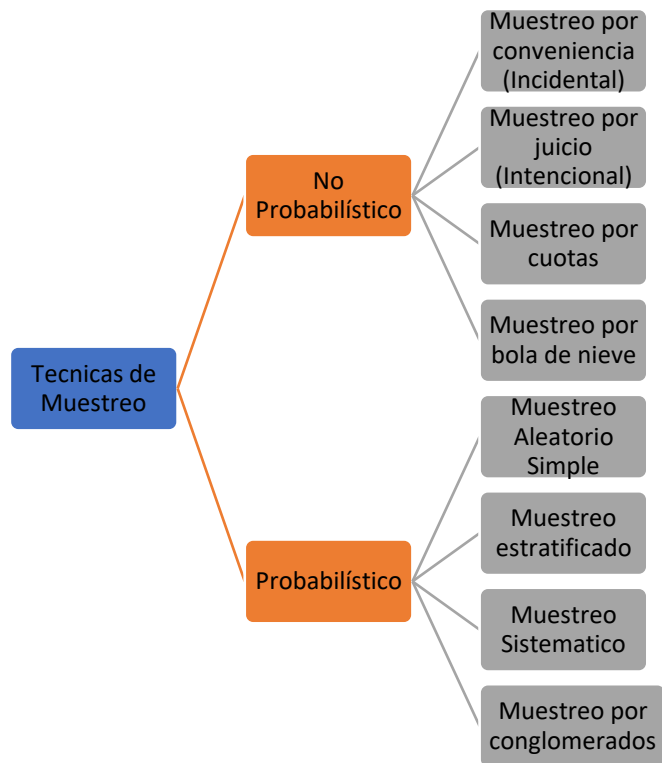 Muestreo por
conveniencia
(Incidental)
Muestreo por
juicio
(Intencional)
No
Probabilístico
Muestreo por
cuotas
Muestreo por
bola de nieve
Tecnicas de
Muestreo
Muestreo
Aleatorio
Simple
Muestreo
estratificado
Probabilístico
Muestreo
Sistematico
Muestreo por
conglomerados